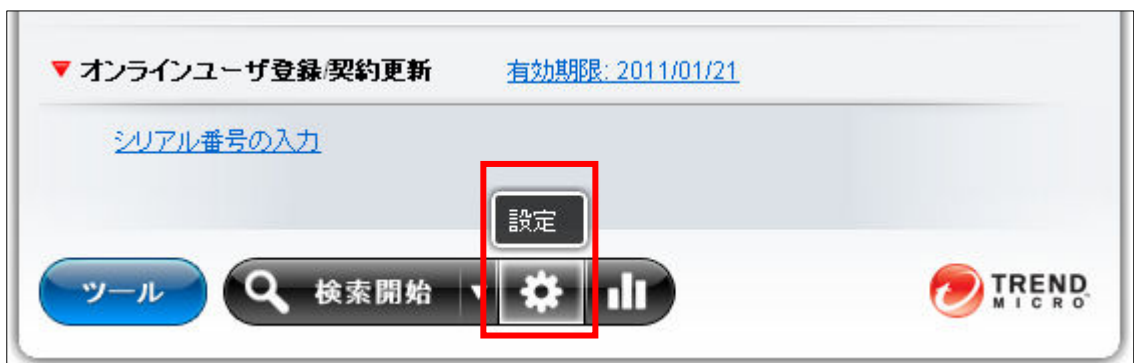 オンラインユーザ登録/契約更新 有効期限: 2011/01/21
シリアル番号の入力
設定
ツール 検索開始
TREND
MICRO